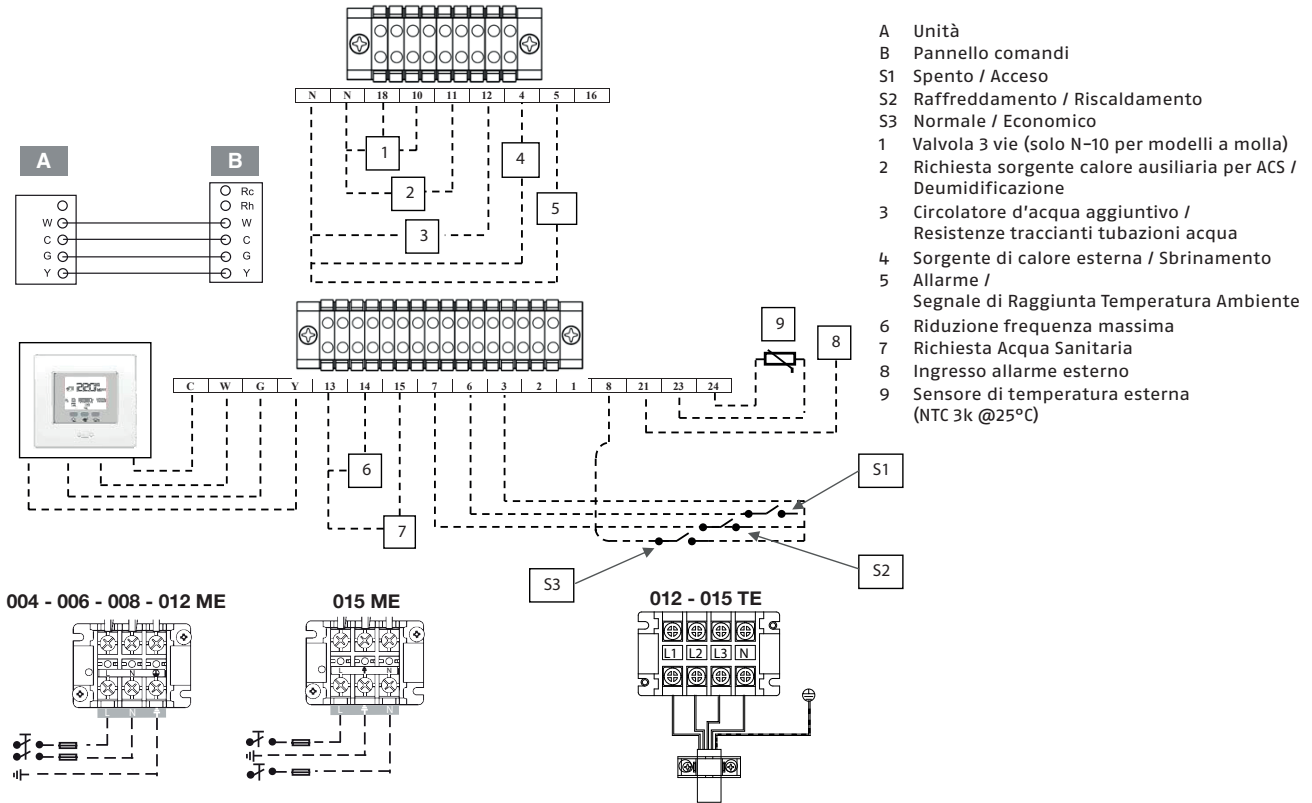 N N 18 10 11 12 4 5 16
1
2
3
4
5
A
B
Rc
Rh
W W
C C
G G
Y Y
C W G Y 13 14 15 7 6 3 2 1 8 21 23 24
9
8
6
7
S1
S2
S3
004 - 006 - 008 - 012 ME
L N
015 ME
L N
012 - 015 TE
L1 L2 L3 N
A Unità
B Pannello comandi
S1 Spento / Acceso
S2 Raffreddamento / Riscaldamento
S3 Normale / Economico
1 Valvola 3 vie (solo N-10 per modelli a molla)
2 Richiesta sorgente calore ausiliaria per ACS /
Deumidificazione
3 Circolatore d'acqua aggiuntivo /
Resistenze traccianti tubazioni acqua
4 Sorgente di calore esterna / Sbrinamento
5 Allarme /
Segnale di Raggiunta Temperatura Ambiente
6 Riduzione frequenza massima
7 Richiesta Acqua Sanitaria
8 Ingresso allarme esterno
9 Sensore di temperatura esterna
(NTC 3k @25°C)